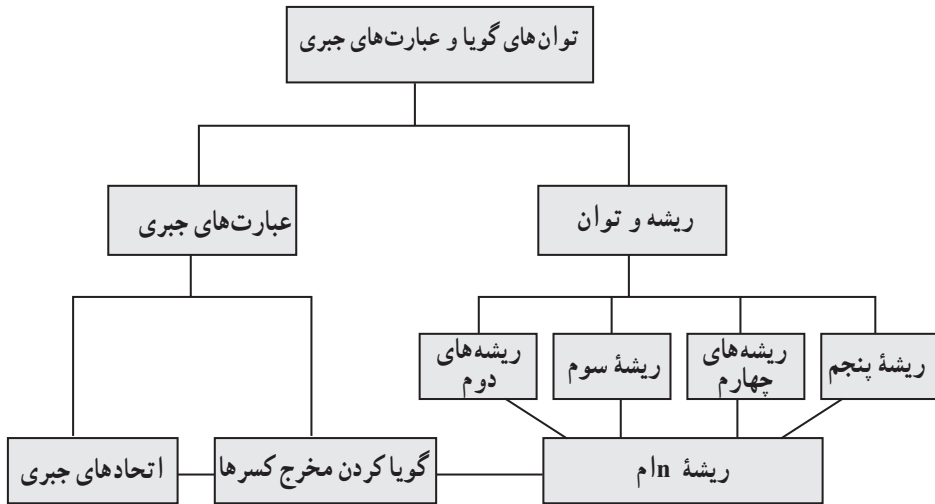 توان‌های گویا و عبارت‌های جبری
ریشه و توان
عبارت‌های جبری
ریشهٔ پنجم
ریشه‌های
چهارم
ریشهٔ سوم
ریشه‌های
دوم
ریشهٔ nام
گویا کردن مخرج کسرها
اتحادهای جبری